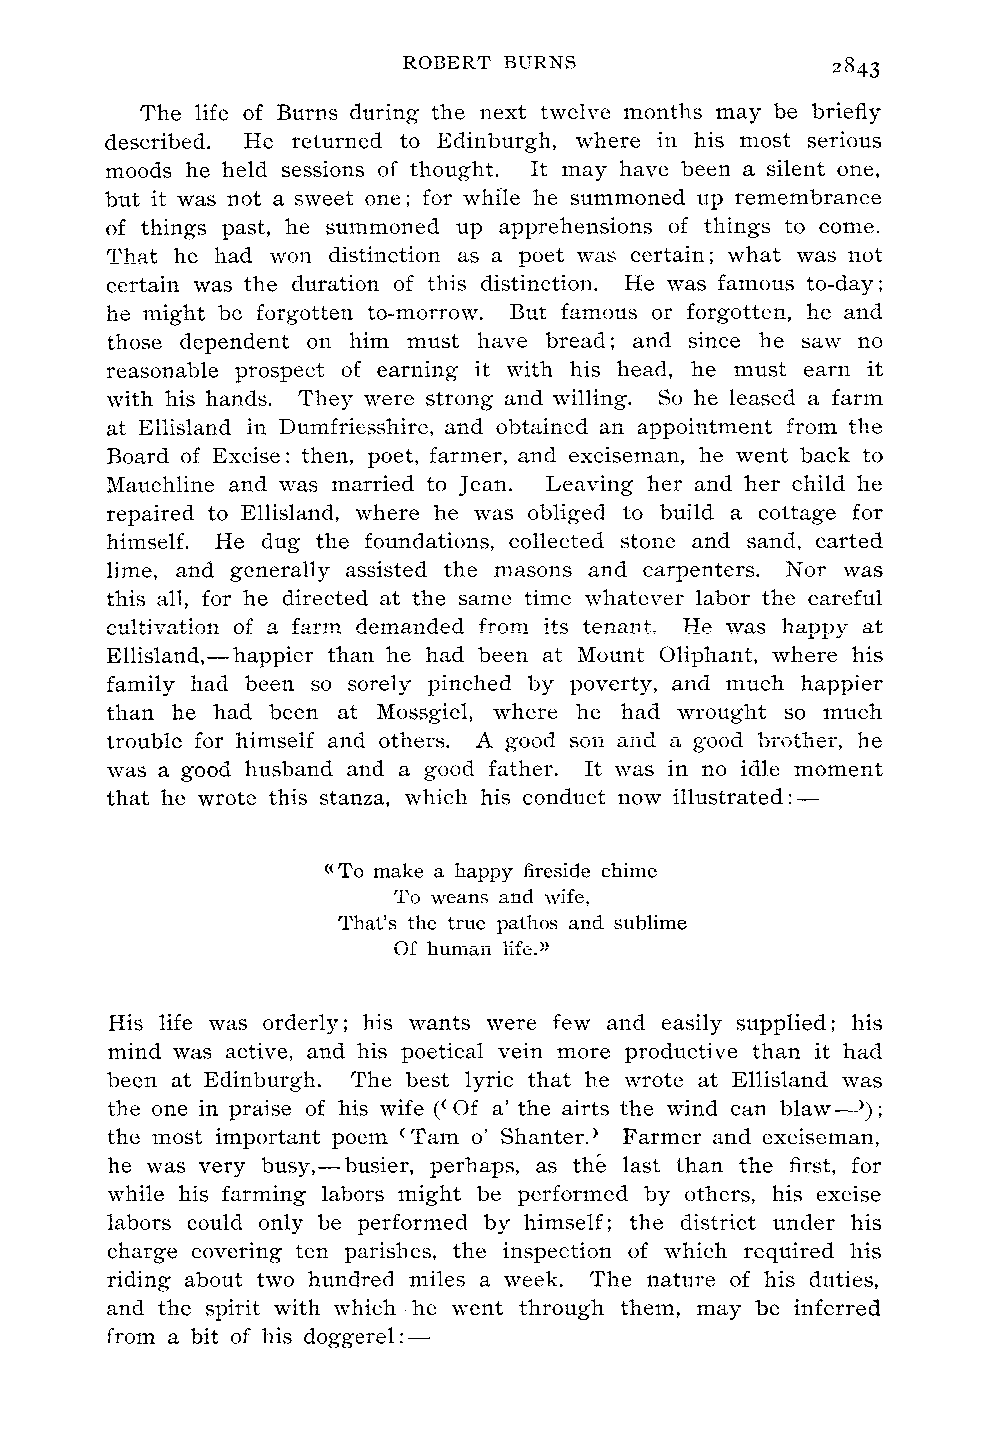 ROBERT BURNS 2843
The life of Burns during the next twelve months may be briefly
described. He returned to Edinburgh, where in his most serious
moods he held sessions of thought. It may have been a silent one,
but it was not a sweet one; for while he summoned up remembrance
of things past, he summoned up apprehensions of things to come.
That he had won distinction as a poet was certain; what was not
certain was the duration of this distinction. He was famous to-day;
he might be forgotten to-morrow. But famous or forgotten, he and
those dependent on him must have bread; and since he saw no
reasonable prospect of earning it with his head, he must earn it
with his hands. They were strong and willing. So he leased a farm
at Ellisland in Dumfriesshire, and obtained an appointment from the
Board of Excise: then, poet, farmer, and exciseman, he went back to
Mauchline and was married to Jean. Leaving her and her child he
repaired to Ellisland, where he was obliged to build a cottage for
himself. He dug the foundations, collected stone and sand, carted
lime, and generally assisted the masons and carpenters. Nor was
this all, for he directed at the same time whatever labor the careful
cultivation of a farm demanded from its tenant. He was happy at
Ellisland,—happier than he had been at Mount Oliphant, where his
family had been so sorely pinched by poverty, and much happier
than he had been at Mossgiel, where he had wrought so much
trouble for himself and others. A good son and a good brother, he
was a good husband and a good father. It was in no idle moment
that he wrote this stanza, which his conduct now illustrated:—
«To make a happy fireside chime
To weans and wife,
That's the true pathos and sublime
Of human life.»
His life was orderly; his wants were few and easily supplied; his
mind was active, and his poetical vein more productive than it had
been at Edinburgh. The best lyric that he wrote at Ellisland was
the one in praise of his wife (‹Of a' the airts the wind can blaw—›);
the most important poem ‹Tam o' Shanter.› Farmer and exciseman,
he was very busy,—busier, perhaps, as the last than the first, for
while his farming labors might be performed by others, his excise
labors could only be performed by himself; the district under his
charge covering ten parishes, the inspection of which required his
riding about two hundred miles a week. The nature of his duties,
and the spirit with which he went through them, may be inferred
from a bit of his doggerel:—